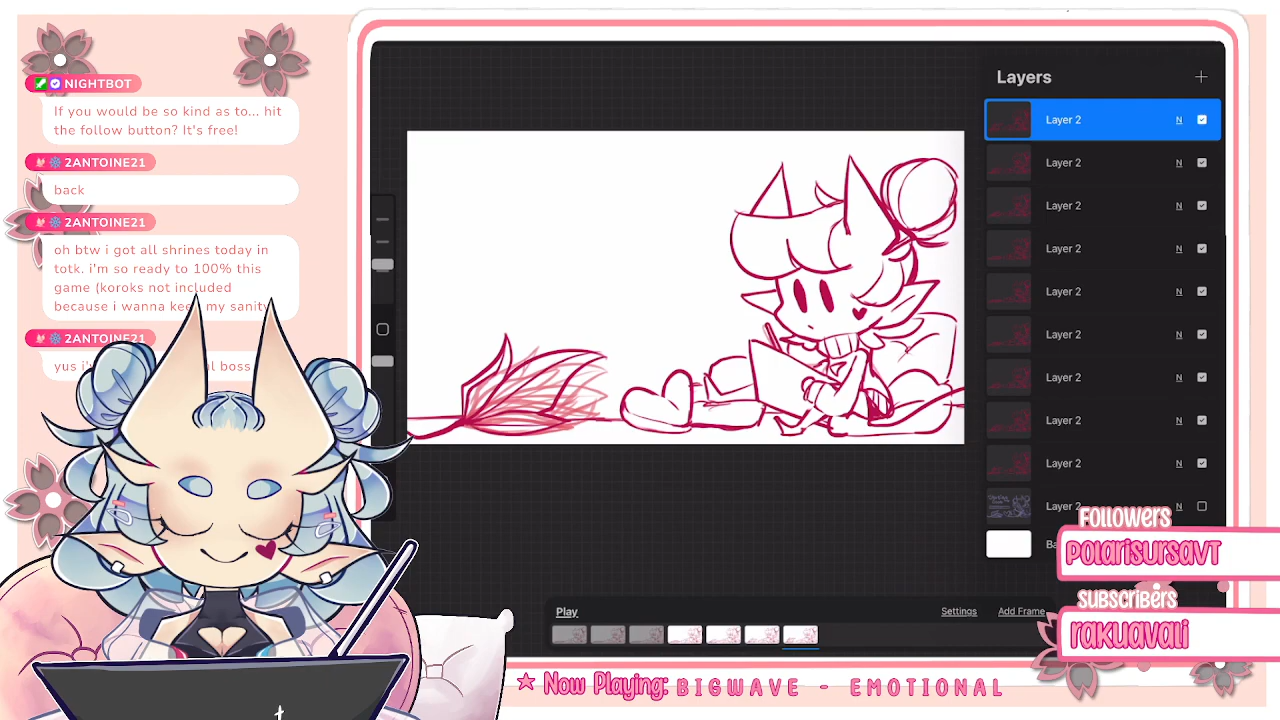 NIGHTBOT
If you would be so kind as to... hit
the follow button? It's free!
2ANTOINE21
back
2ANTOINE21
oh btw i got all shrines today in
totk. i'm so ready to 100% this
game (koroks not included
because i wanna keep my sanity
2ANTOINE21
yus boss
Layers
Layer 2 N
Layer 2 N
Layer 2 N
Layer 2 N
Layer 2 N
Layer 2 N
Layer 2 N
Layer 2 N
Layer 2 N
Layer 2 N
Followers
POLARISURSAVT
SUBSCRIBERS
RAKUAVALI
Play
Settings
Add Frame
★ Now Playing: BIGWAVE - EMOTIONAL